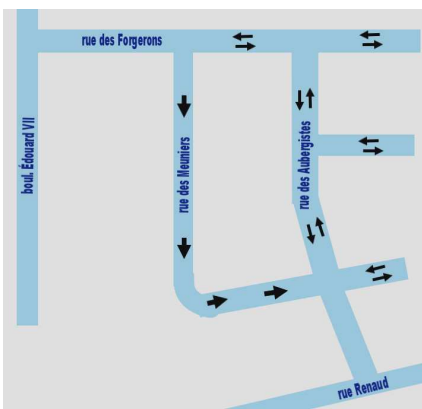 rue des Forgerons
boul. Édouard VII
rue des Meuniers
rue des Aubergistes
rue Renaud